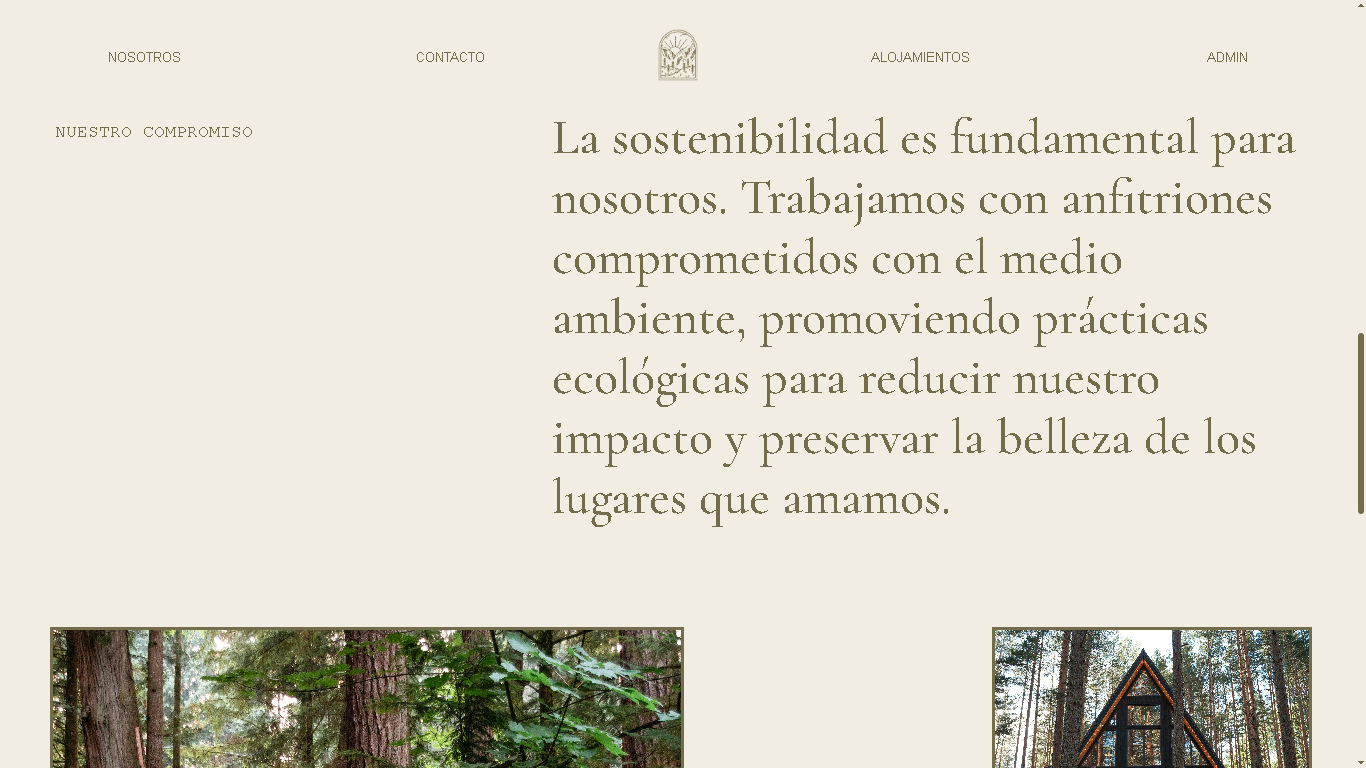 NOSOTROS
CONTACTO
ALOJAMIENTOS
ADMIN
NUESTRO COMPROMISO
La sostenibilidad es fundamental para
nosotros. Trabajamos con anfitriones
comprometidos con el medio
ambiente, promoviendo prácticas
ecológicas para reducir nuestro
impacto y preservar la belleza de los
lugares que amamos.